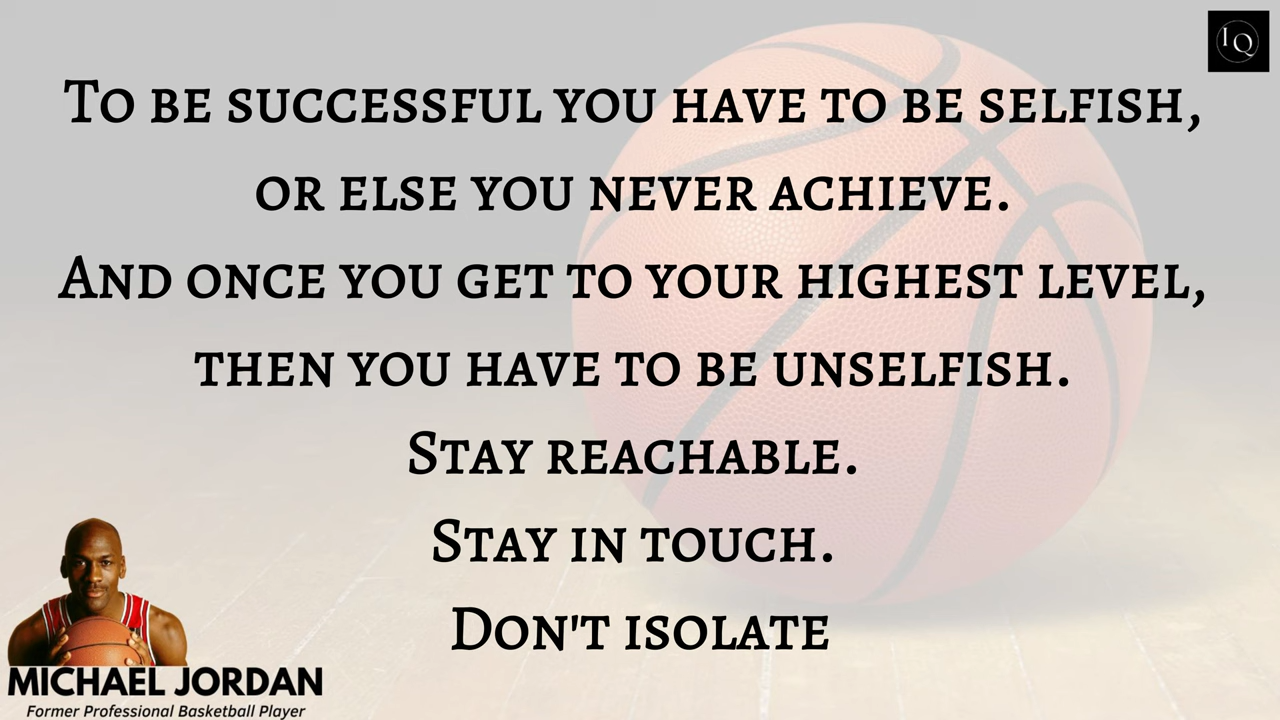 IQ
To be successful you have to be selfish,
or else you never achieve.
And once you get to your highest level,
then you have to be unselfish.
Stay reachable.
Stay in touch.
Don't isolate
MICHAEL JORDAN
Former Professional Basketball Player